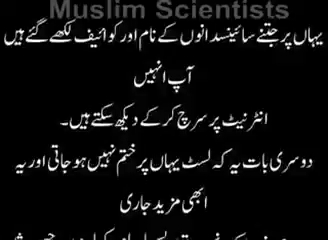 Muslim Scientists
یہاں پر جتنے سائینسدانوں کے نام اور کوائیف لکھے گئے ہیں
آپ انہیں
انٹرنیٹ پر سرچ کر کے دیکھ سکتے ہیں۔
دوسری بات یہ کہ لسٹ یہاں پر ختم نہیں ہو جاتی اور یہ
ابھی مزید جاری